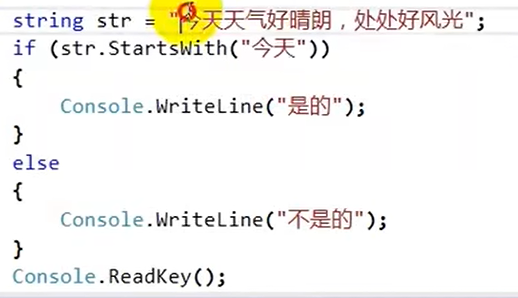 string str = "今天天气好晴朗，处处好风光";
if (str.StartsWith("今天"))
{
    Console.WriteLine("是的");
}
else
{
    Console.WriteLine("不是的");
}
Console.ReadKey();